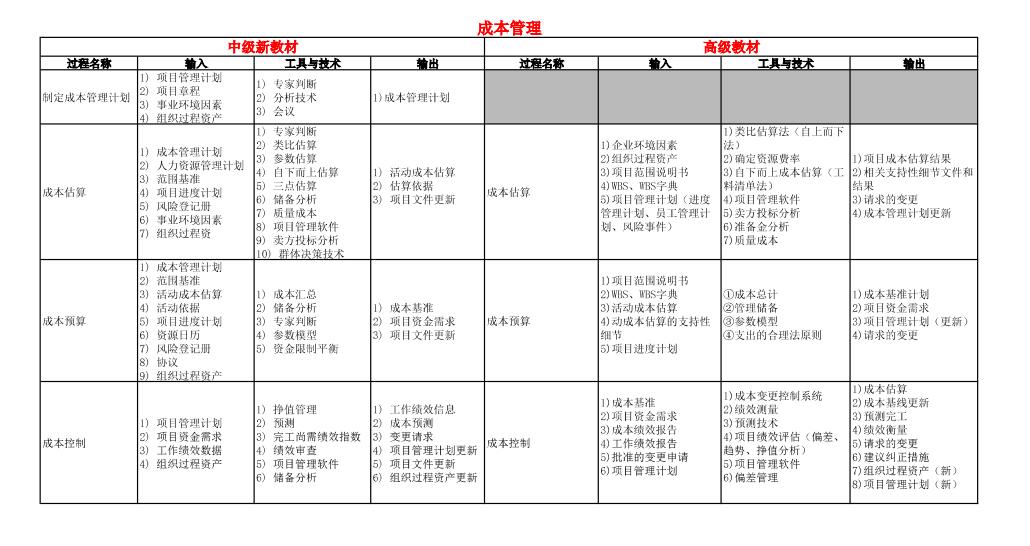 成本管理
中级新教材
高级教材
过程名称 输入 工具与技术 输出 过程名称 输入 工具与技术 输出
制定成本管理计划
1) 项目管理计划
2) 项目章程
3) 事业环境因素
4) 组织过程资产
1) 专家判断
2) 分析技术
3) 会议
1)成本管理计划
成本估算
1) 成本管理计划
2) 人力资源管理计划
3) 范围基准
4) 项目进度计划
5) 风险登记册
6) 事业环境因素
7) 组织过程资
1) 专家判断
2) 类比估算
3) 参数估算
4) 自下而上估算
5) 三点估算
6) 储备分析
7) 质量成本
8) 项目管理软件
9) 卖方投标分析
10) 群体决策技术
1) 活动成本估算
2) 估算依据
3) 项目文件更新
成本估算
1)企业环境因素
2)组织过程资产
3)项目范围说明书
4)WBS、WBS字典
5)项目管理计划（进度
管理计划、员工管理计
划、风险事件）
1)类比估算法（自上而下
法）
2)确定资源费率
3)自下而上成本估算（工
料清单法）
4)项目管理软件
5)卖方投标分析
6)准备金分析
7)质量成本
1)项目成本估算结果
2)相关支持性细节文件和
结果
3)请求的变更
4)成本管理计划更新
成本预算
1) 成本管理计划
2) 范围基准
3) 活动成本估算
4) 活动依据
5) 项目进度计划
6) 资源日历
7) 风险登记册
8) 协议
9) 组织过程资产
1) 成本汇总
2) 储备分析
3) 专家判断
4) 参数模型
5) 资金限制平衡
1) 成本基准
2) 项目资金需求
3) 项目文件更新
成本预算
1)项目范围说明书
2)WBS、WBS字典
3)活动成本估算
4)动成本估算的支持性
细节
5)项目进度计划
①成本总计
②管理储备
③参数模型
④支出的合理法原则
1)成本基准计划
2)项目资金需求
3)项目管理计划（更新）
4)请求的变更
成本控制
1) 项目管理计划
2) 项目资金需求
3) 工作绩效数据
4) 组织过程资产
1) 挣值管理
2) 预测
3) 完工尚需绩效指数
4) 绩效审查
5) 项目管理软件
6) 储备分析
1) 工作绩效信息
2) 成本预测
3) 变更请求
4) 项目管理计划更新
5) 项目文件更新
6) 组织过程资产更新
成本控制
1)成本基准
2)项目资金需求
3)成本绩效报告
4)工作绩效报告
5)批准的变更申请
6)项目管理计划
1)成本变更控制系统
2)绩效测量
3)预测技术
4)项目绩效评估（偏差、
趋势、挣值分析）
5)项目管理软件
6)偏差管理
1)成本估算
2)成本基线更新
3)预测完工
4)绩效衡量
5)请求的变更
6)建议纠正措施
7)组织过程资产（新）
8)项目管理计划（新）